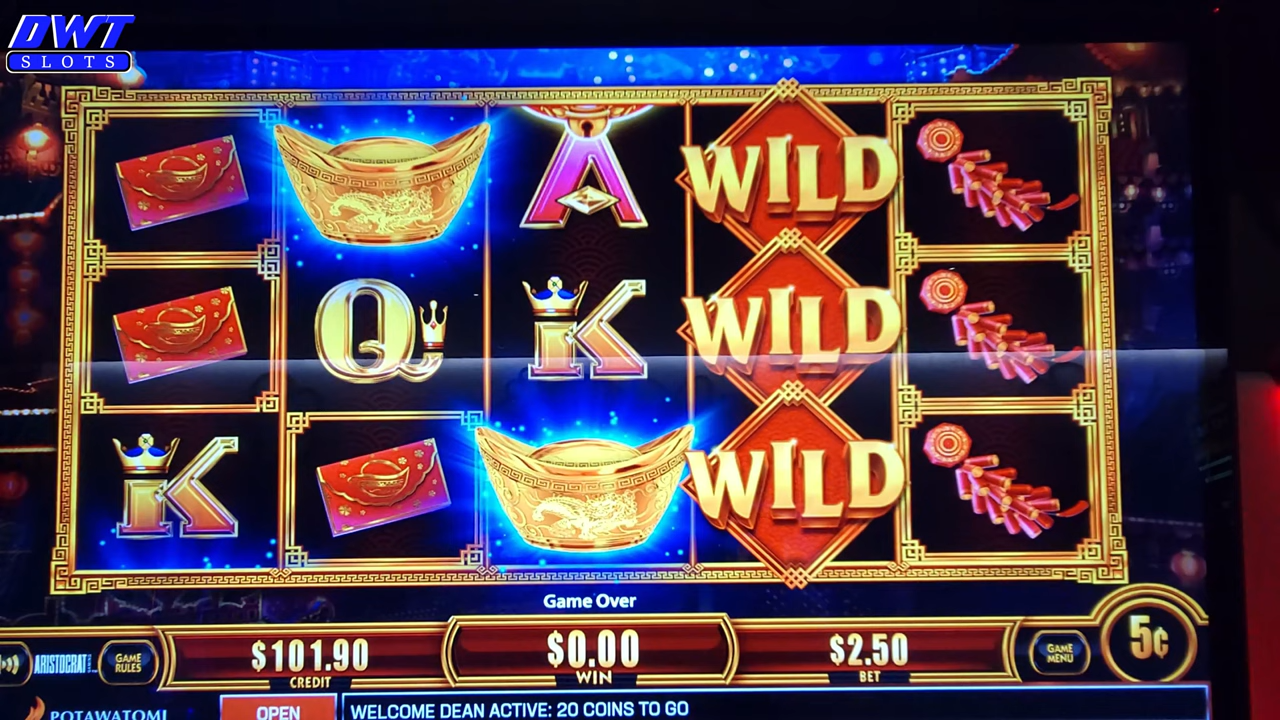 DWT
SLOTS
A
WILD
Q
K
WILD
K
WILD
Game Over
$101.90
CREDIT
$0.00
WIN
$2.50
BET
ARISTOCRAT
GAME RULES
GAME MENU
5¢
POTAWATOMI
OPEN
WELCOME DEAN ACTIVE: 20 COINS TO GO